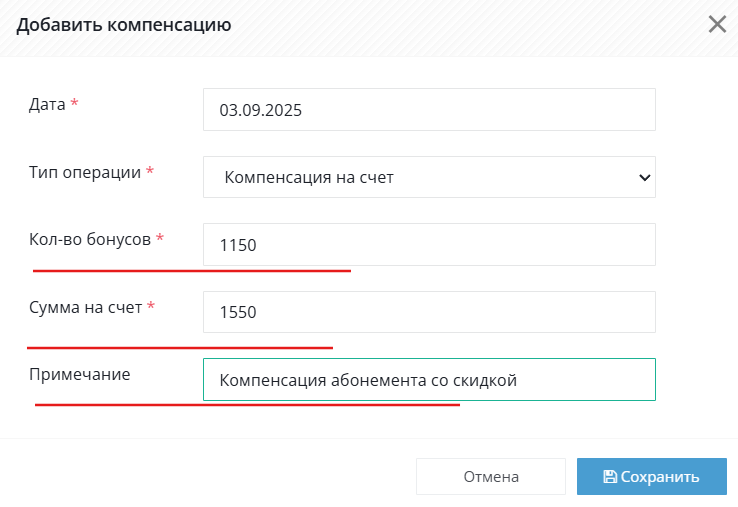 Добавить компенсацию
Дата *
03.09.2025
Тип операции *
Компенсация на счет
Кол-во бонусов *
1150
Сумма на счет *
1550
Примечание
Компенсация абонемента со скидкой
Отмена
Сохранить